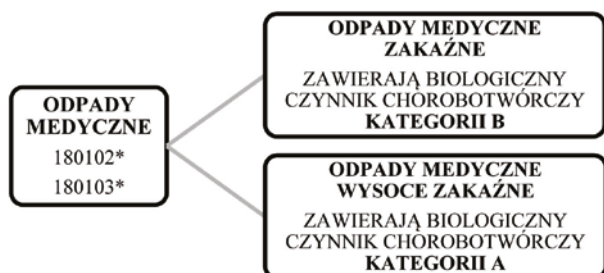 ODPADY
MEDYCZNE
180102*
180103*
ODPADY MEDYCZNE
ZAKAŹNE
ZAWIERAJĄ BIOLOGICZNY
CZYNNIK CHOROBOTWÓRCZY
KATEGORII B
ODPADY MEDYCZNE
WYSOCE ZAKAŹNE
ZAWIERAJĄ BIOLOGICZNY
CZYNNIK CHOROBOTWÓRCZY
KATEGORII A